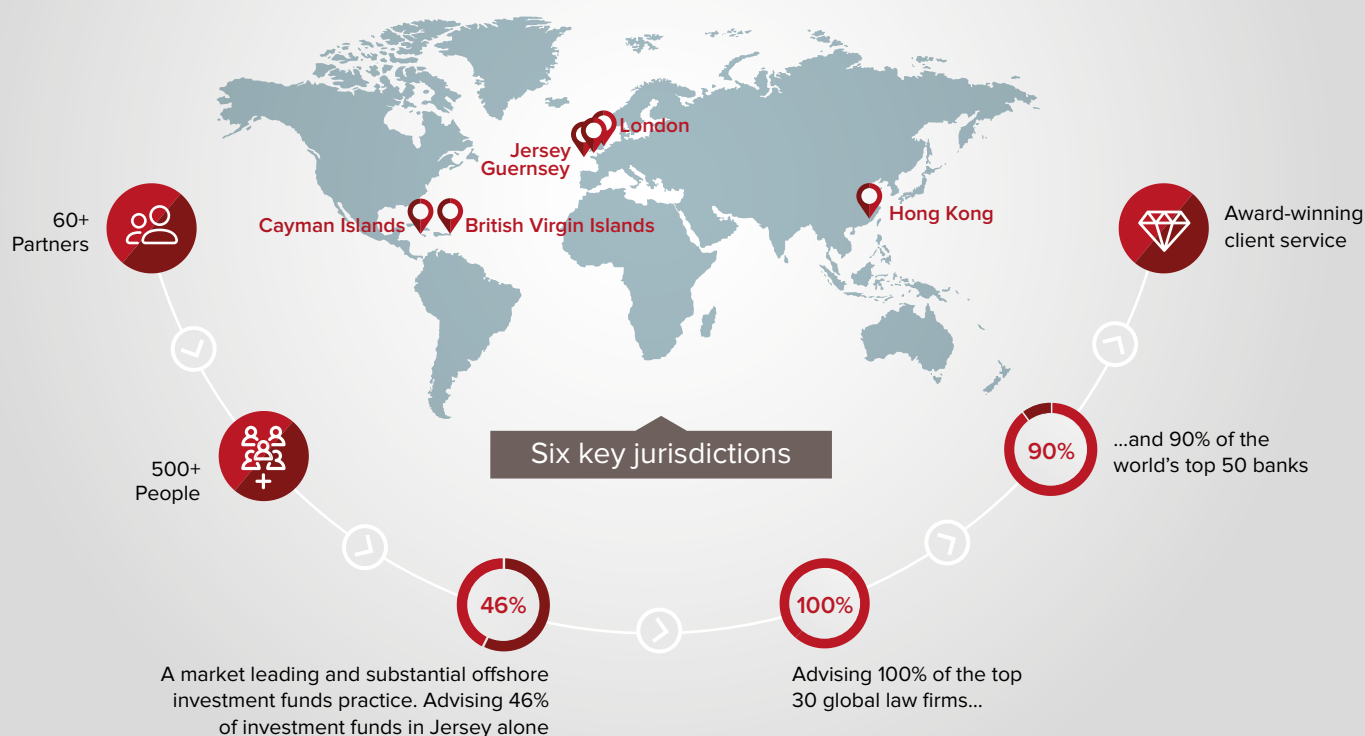 London
Jersey
Guernsey
Cayman Islands
British Virgin Islands
Hong Kong
60+
Partners
Award-winning
client service
Six key jurisdictions
500+
People
90%
...and 90% of the
world's top 50 banks
46%
100%
A market leading and substantial offshore
investment funds practice. Advising 46%
of investment funds in Jersey alone
Advising 100% of the top
30 global law firms...